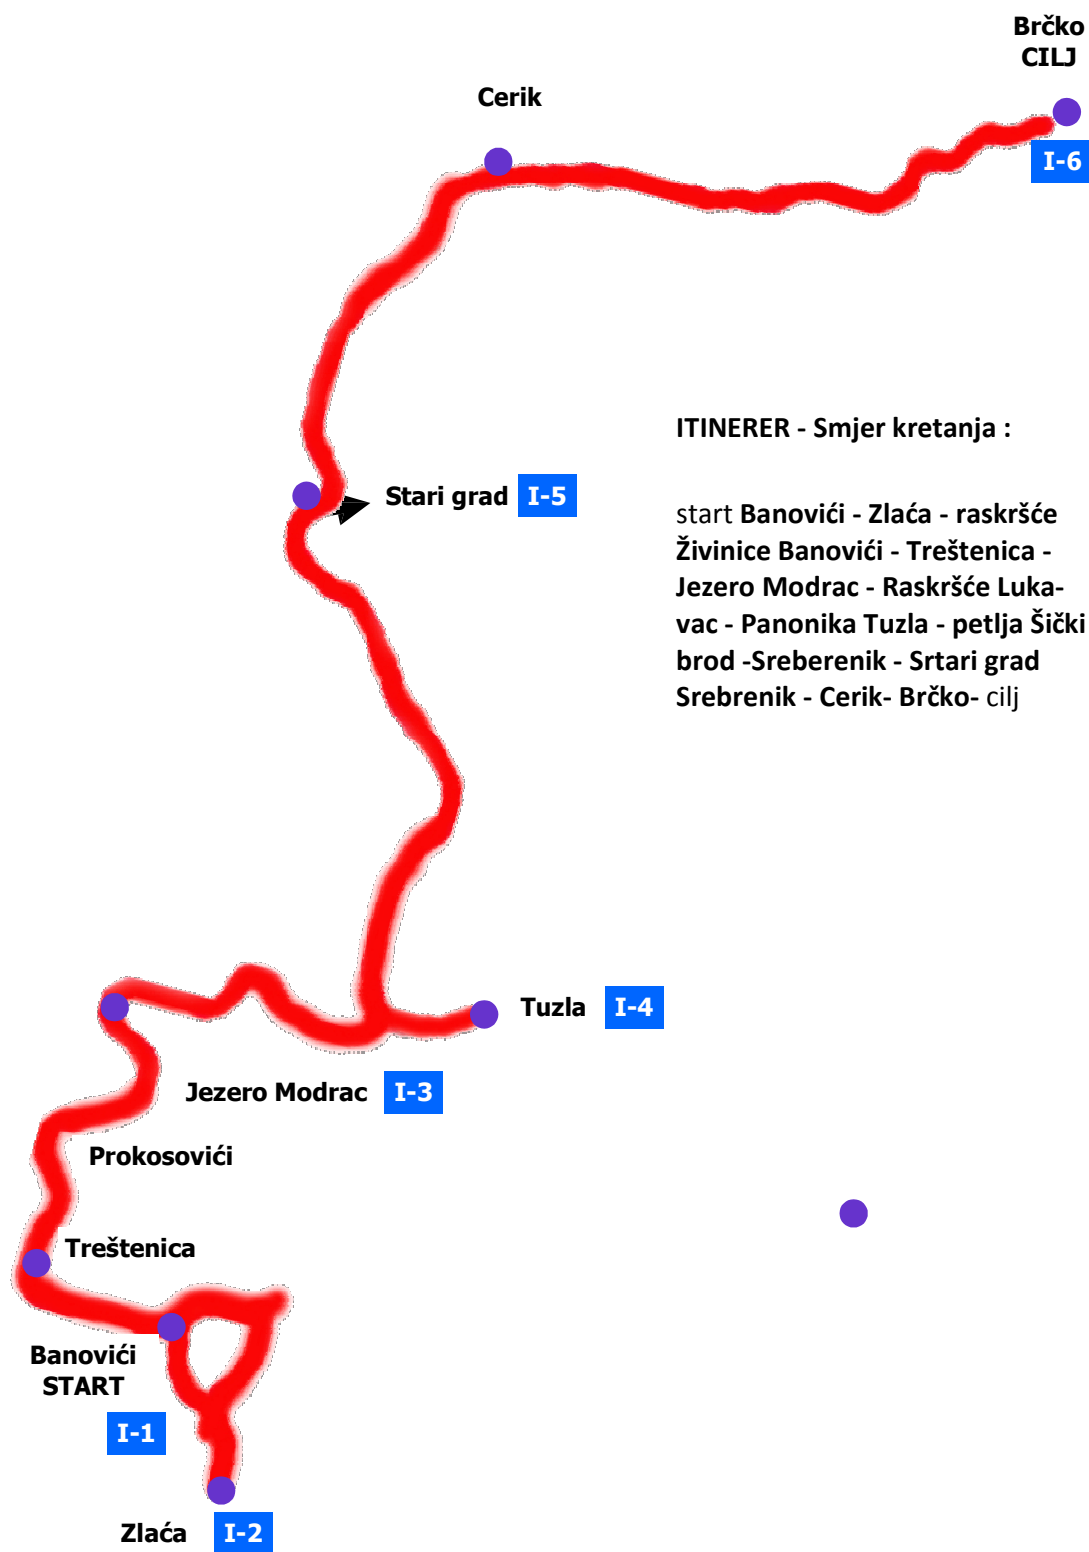 Brčko
CILJ
Cerik
I-6
ITINERER - Smjer kretanja :
Stari grad I-5
start Banovići - Zlaća - raskršće
Živinice Banovići - Treštenica -
Jezero Modrac - Raskršće Luka-
vac - Panonika Tuzla - petlja Šički
brod -Sreberenik - Srtari grad
Srebrenik - Cerik- Brčko- cilj
Tuzla I-4
Jezero Modrac I-3
Prokosovići
Treštenica
Banovići
START
I-1
Zlaća I-2